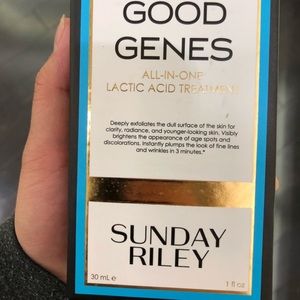 GOOD
GENES
ALL-IN-ONE
LACTIC ACID TREATMENT
Deeply exfoliates the dull surface of the skin for
clarity, radiance, and younger-looking skin. Visibly
brightens the appearance of age spots and
discolorations. Instantly plumps the look of fine lines
and wrinkles in 3 minutes.*
SUNDAY
RILEY
30 mL e
1 fl oz